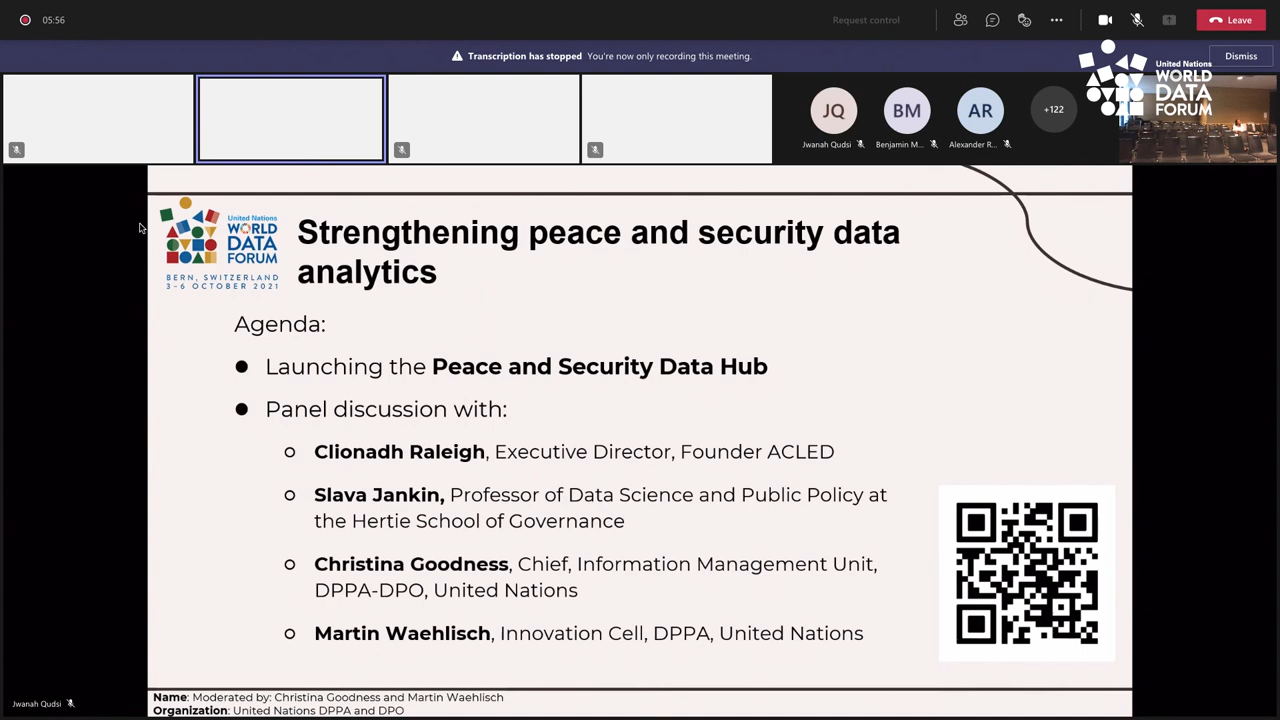 05:56
Request control
Leave
Transcription has stopped You're now only recording this meeting.
Dismiss
United Nations
WORLD
DATA
FORUM
JQ
BM
AR
+122
Jwanah Qudsi
Benjamin M...
Alexander R...
United Nations
WORLD
DATA
FORUM
BERN, SWITZERLAND
3-6 OCTOBER 2021
Strengthening peace and security data
analytics
Agenda:
● Launching the Peace and Security Data Hub
● Panel discussion with:
○ Clionadh Raleigh, Executive Director, Founder ACLED
○ Slava Jankin, Professor of Data Science and Public Policy at
the Hertie School of Governance
○ Christina Goodness, Chief, Information Management Unit,
DPPA-DPO, United Nations
○ Martin Waehlisch, Innovation Cell, DPPA, United Nations
Name: Moderated by: Christina Goodness and Martin Waehlisch
Organization: United Nations DPPA and DPO
Jwanah Qudsi